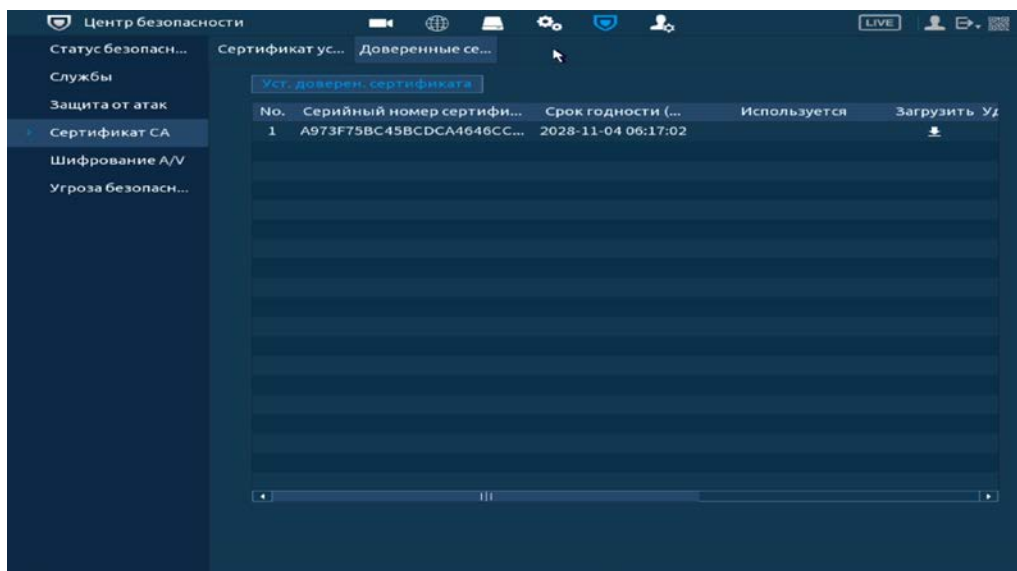 Центр безопасности LIVE
Статус безопасн...
Службы
Защита от атак
Сертификат CA
Шифрование A/V
Угроза безопасн...
Сертификат ус... Доверенные се...
Уст. доверен. сертификата
No. Серийный номер сертифи... Срок годности (... Используется Загрузить Уд
1 A973F75BC45BCDCA4646CC... 2028-11-04 06:17:02